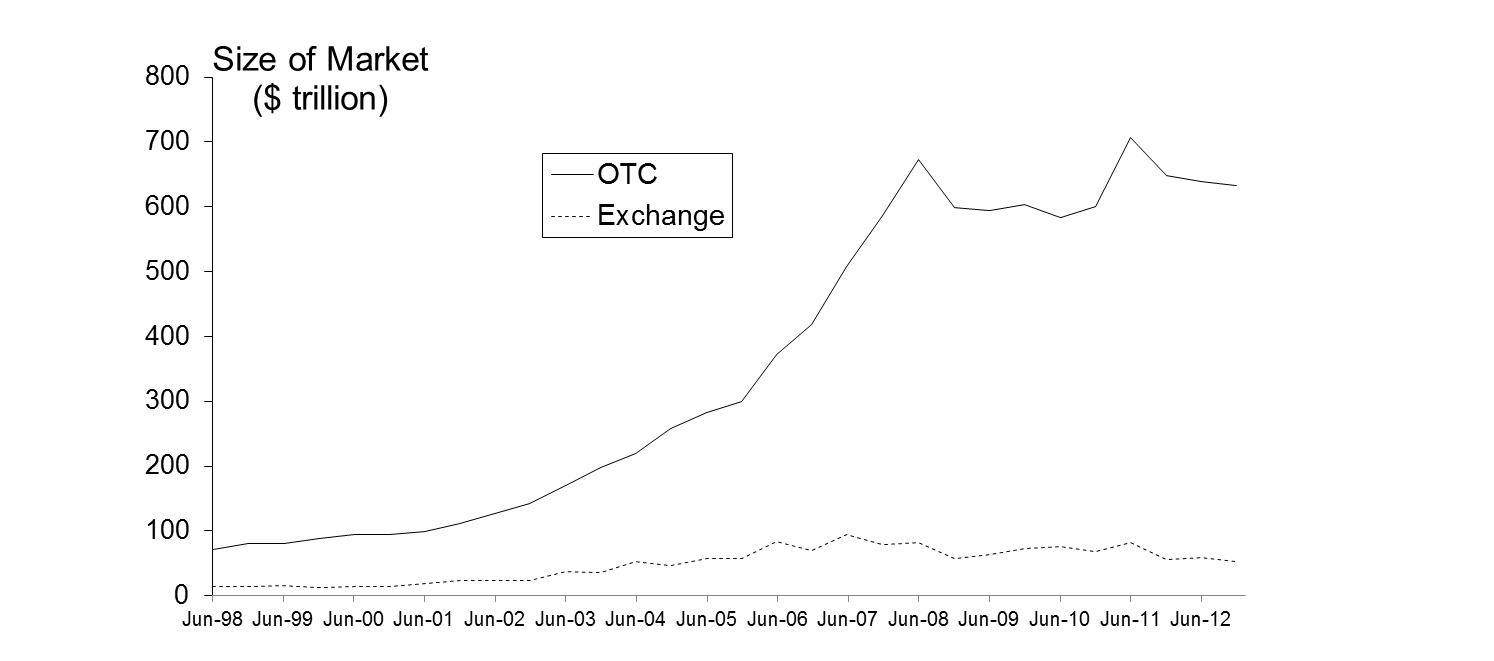 Size of Market
($ trillion)
800
700
600
500
400
300
200
100
0
OTC
Exchange
Jun-98 Jun-99 Jun-00 Jun-01 Jun-02 Jun-03 Jun-04 Jun-05 Jun-06 Jun-07 Jun-08 Jun-09 Jun-10 Jun-11 Jun-12